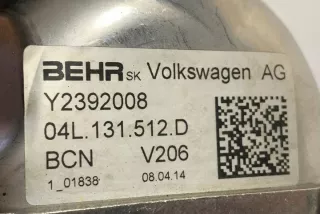 BEHR SK Volkswagen AG
Y2392008
04L.131.512.D
BCN V206
1_01838 08.04.14